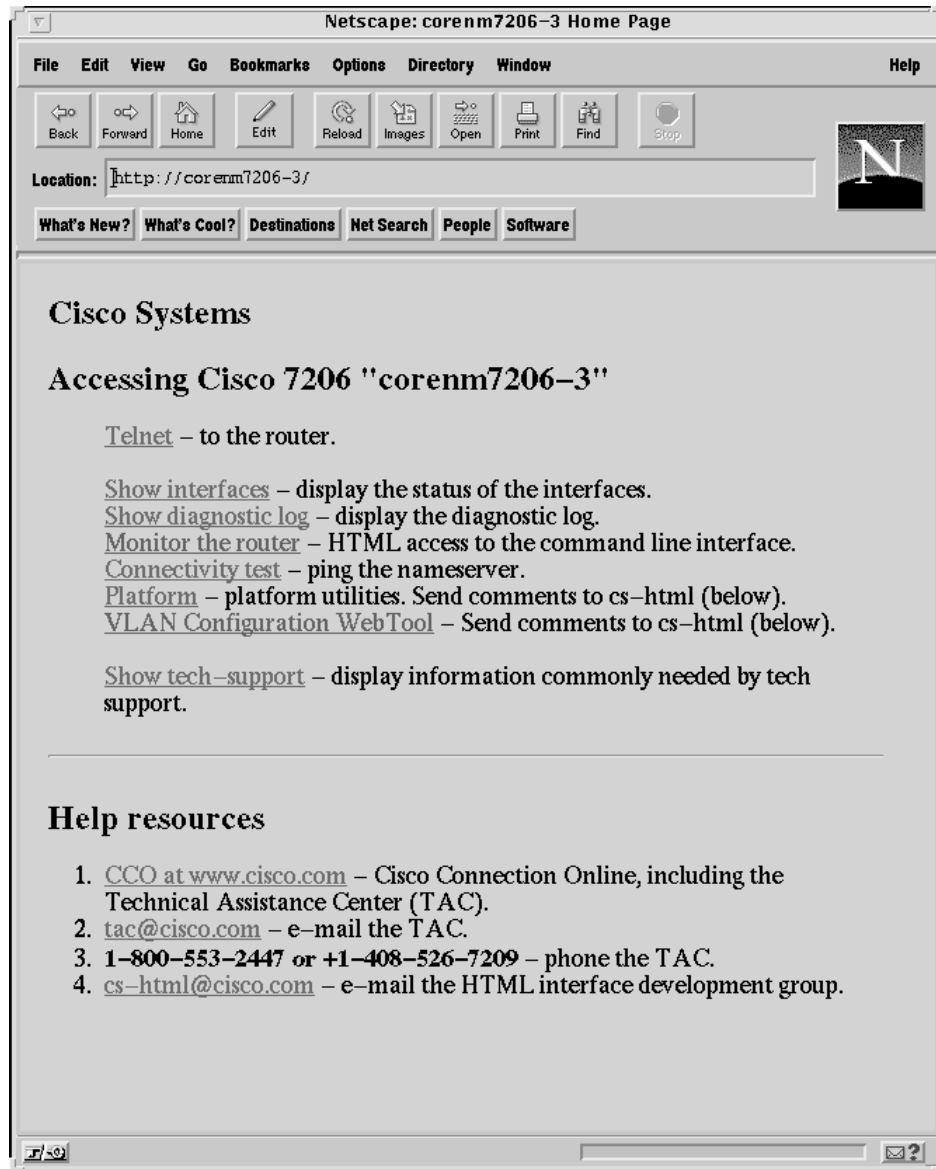 Netscape: corenm7206-3 Home Page
File Edit View Go Bookmarks Options Directory Window Help
Back Forward Home Edit Reload Images Open Print Find Stop
N
Location: http://corenm7206-3/
What's New? What's Cool? Destinations Net Search People Software
Cisco Systems
Accessing Cisco 7206 "corenm7206-3"
Telnet – to the router.
Show interfaces – display the status of the interfaces.
Show diagnostic log – display the diagnostic log.
Monitor the router – HTML access to the command line interface.
Connectivity test – ping the nameserver.
Platform – platform utilities. Send comments to cs-html (below).
VLAN Configuration WebTool – Send comments to cs-html (below).
Show tech-support – display information commonly needed by tech
support.
Help resources
1. CCO at www.cisco.com – Cisco Connection Online, including the
Technical Assistance Center (TAC).
2. tac@cisco.com – e-mail the TAC.
3. 1-800-553-2447 or +1-408-526-7209 – phone the TAC.
4. cs-html@cisco.com – e-mail the HTML interface development group.
?